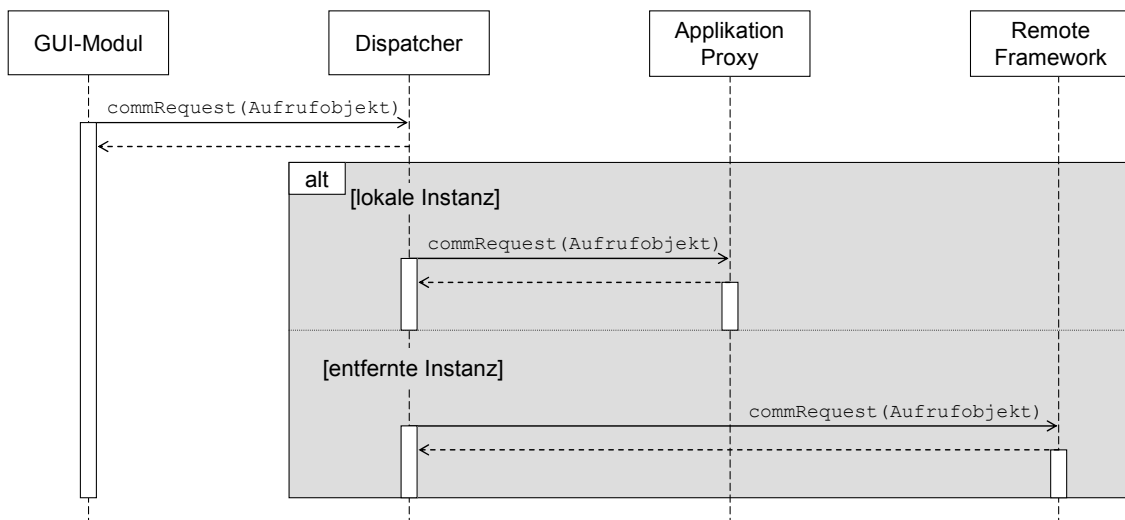 GUI-Modul
Dispatcher
Applikation
Proxy
Remote
Framework
commRequest(Aufrufobjekt)
alt
[lokale Instanz]
commRequest(Aufrufobjekt)
[entfernte Instanz]
commRequest(Aufrufobjekt)